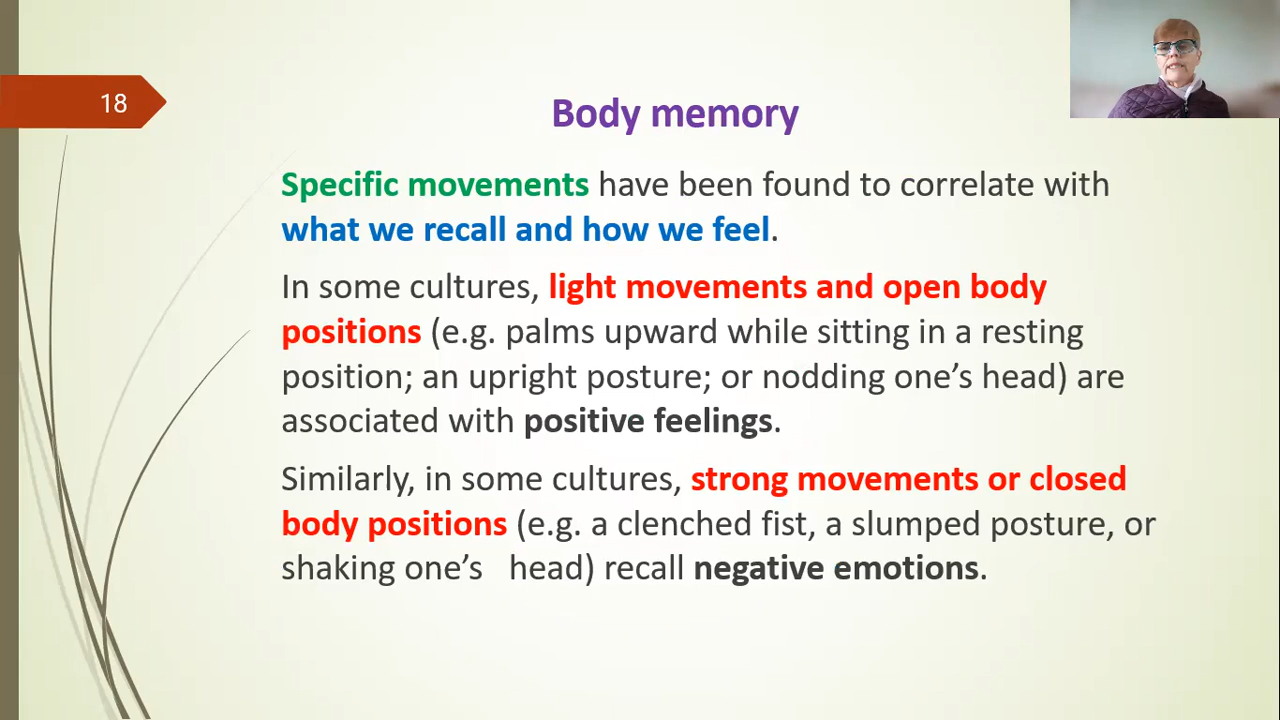 18
Body memory
Specific movements have been found to correlate with
what we recall and how we feel.
In some cultures, light movements and open body
positions (e.g. palms upward while sitting in a resting
position; an upright posture; or nodding one’s head) are
associated with positive feelings.
Similarly, in some cultures, strong movements or closed
body positions (e.g. a clenched fist, a slumped posture, or
shaking one’s   head) recall negative emotions.